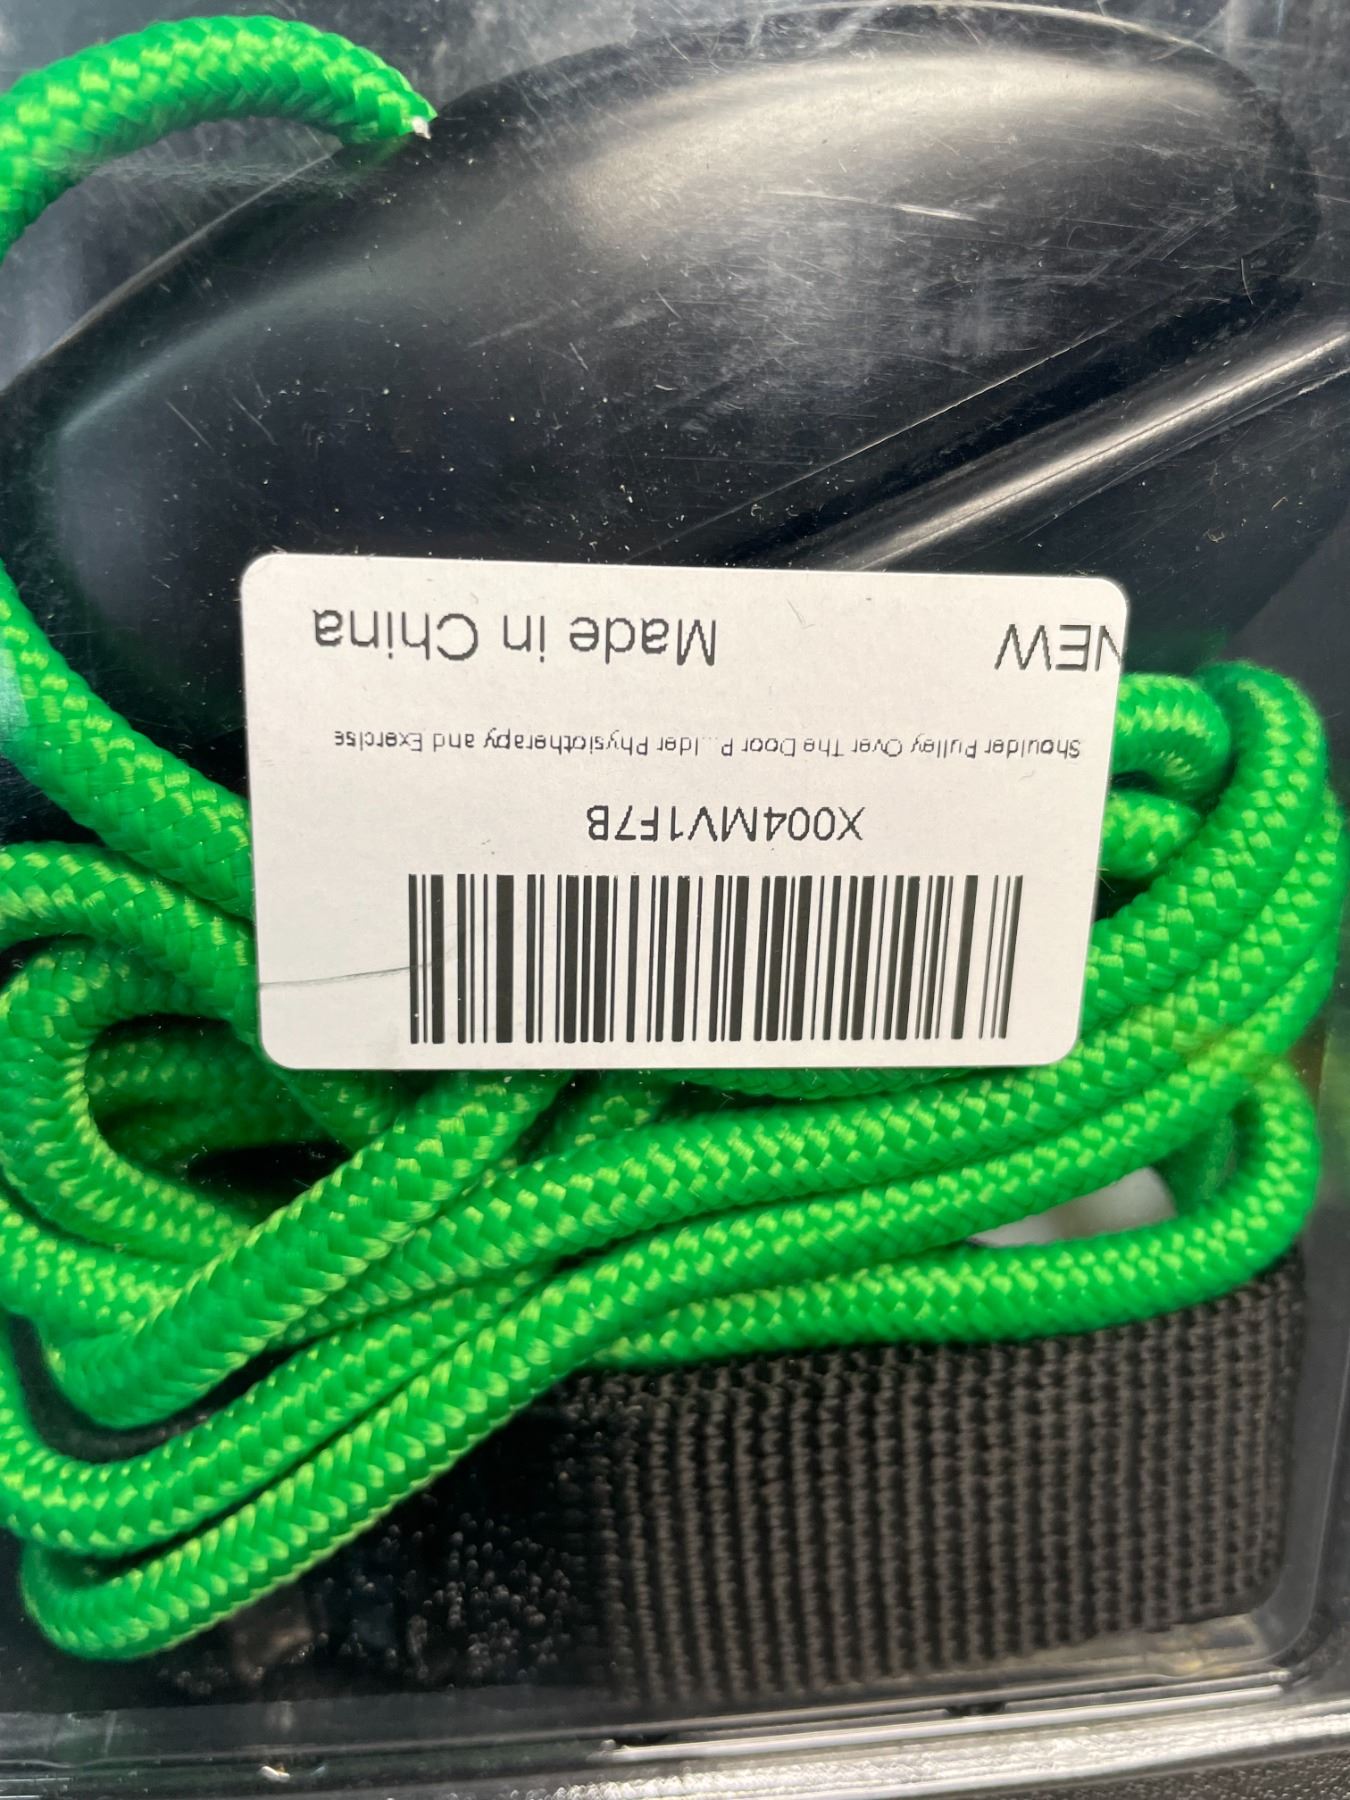 X004MV1F7B
Shoulder Pulley Over The Door P...lder Physiotherapy and Exercise
NEW Made in China